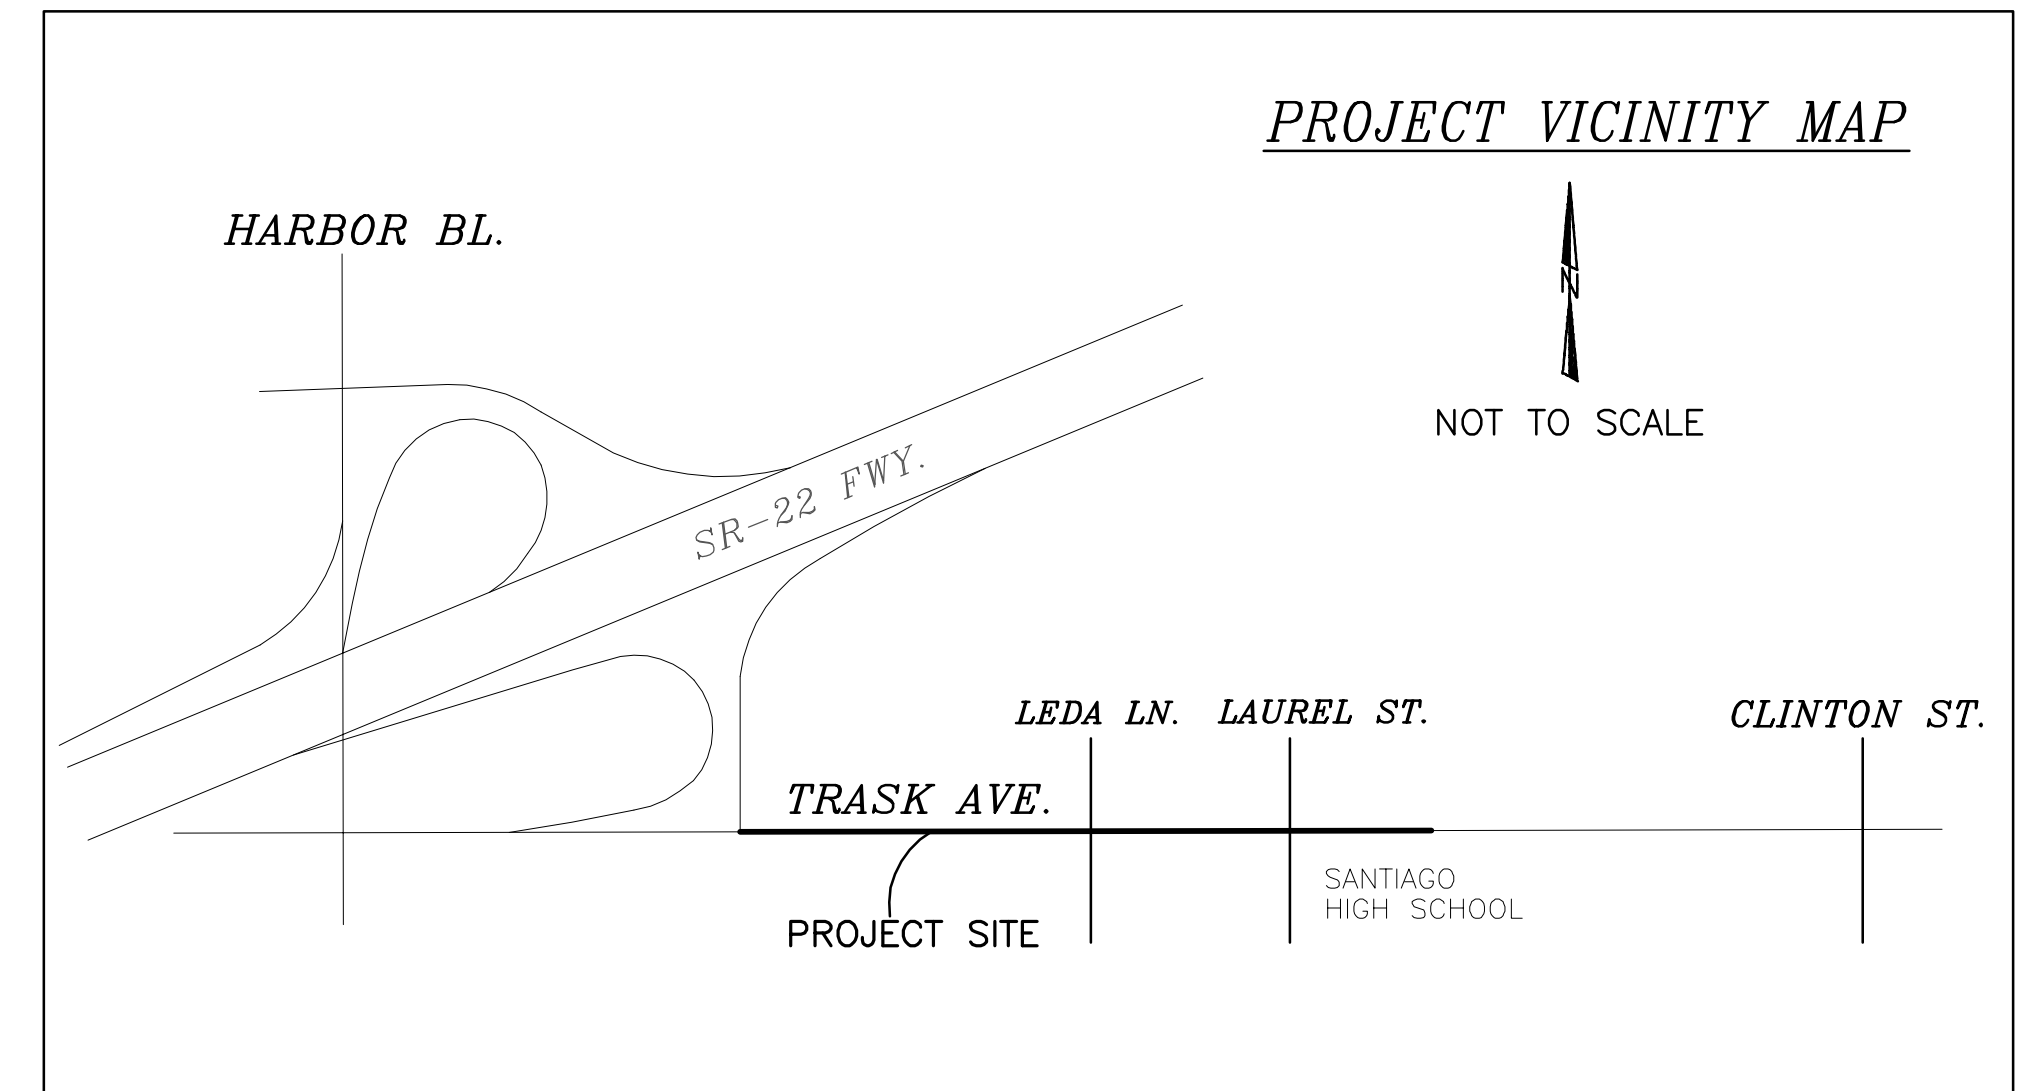 PROJECT VICINITY MAP
HARBOR BL.
N
NOT TO SCALE
SR-22 FWY.
LEDA LN.
LAUREL ST.
CLINTON ST.
TRASK AVE.
SANTIAGO
HIGH SCHOOL
PROJECT SITE